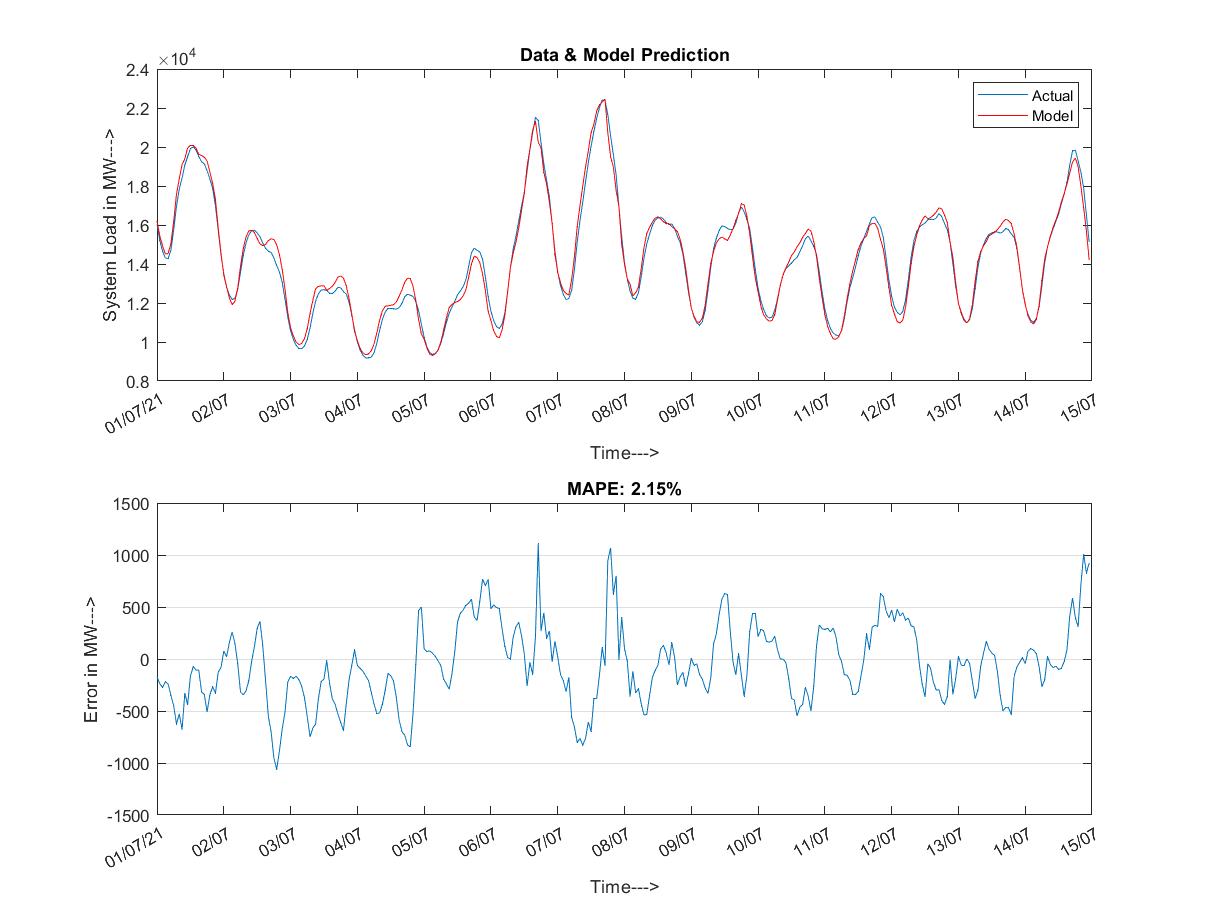 Data & Model Prediction
×10⁴
2.4
2.2
2
1.8
1.6
1.4
1.2
1
0.8
System Load in MW--->
Actual
Model
01/07/21 02/07 03/07 04/07 05/07 06/07 07/07 08/07 09/07 10/07 11/07 12/07 13/07 14/07 15/07
Time--->
MAPE: 2.15%
1500
1000
500
0
-500
-1000
-1500
Error in MW--->
01/07/21 02/07 03/07 04/07 05/07 06/07 07/07 08/07 09/07 10/07 11/07 12/07 13/07 14/07 15/07
Time--->